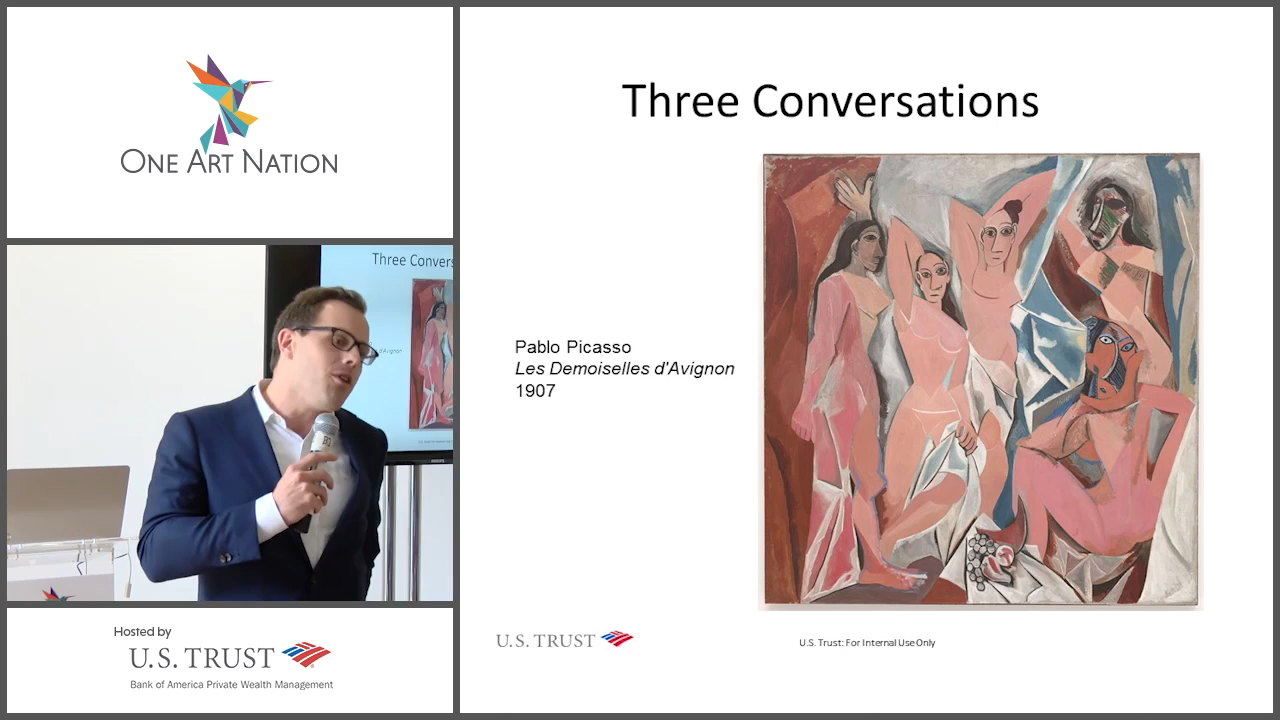 ONE ART NATION
Three Convers
d'Avignon
Hosted by
U.S. TRUST
Bank of America Private Wealth Management
Three Conversations
Pablo Picasso
Les Demoiselles d'Avignon
1907
U.S. TRUST
U.S. Trust: For Internal Use Only